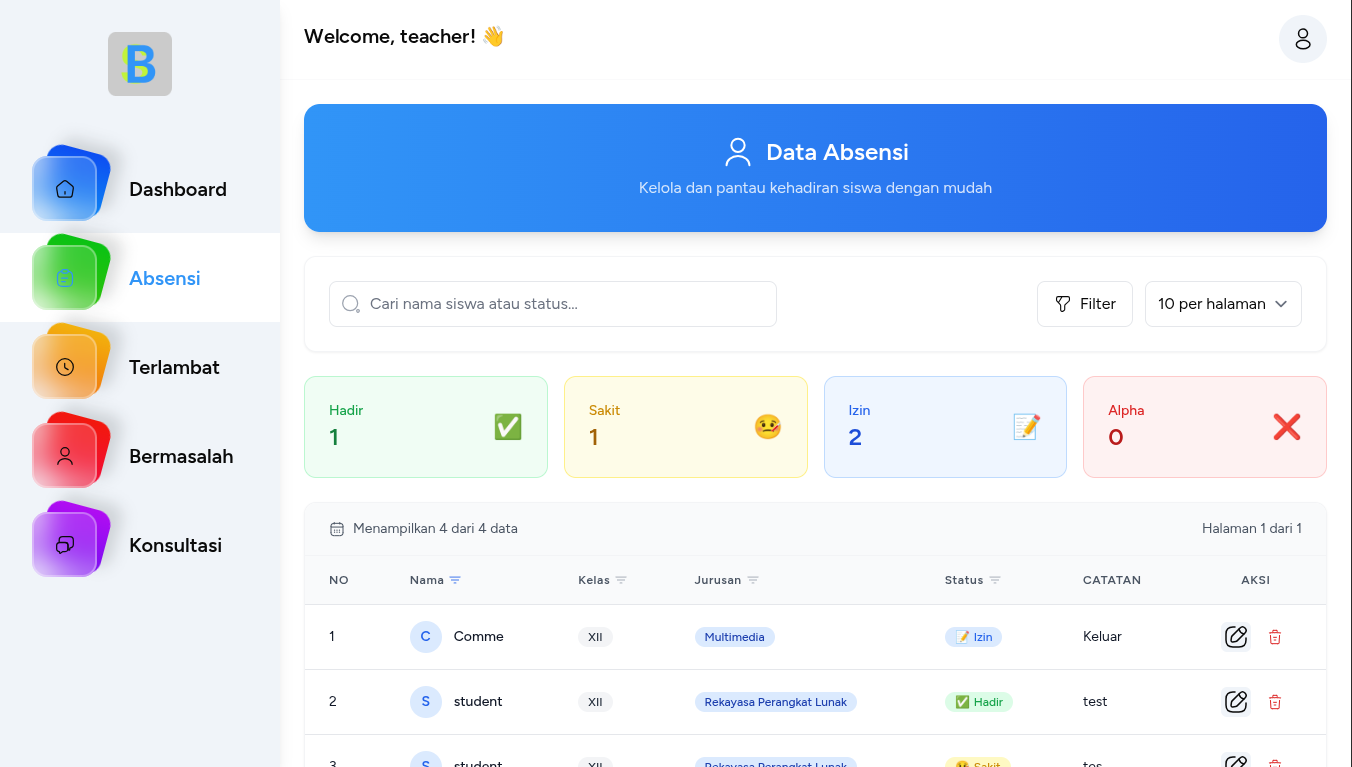 B
Welcome, teacher! 👋
Dashboard
Absensi
Terlambat
Bermasalah
Konsultasi
Data Absensi
Kelola dan pantau kehadiran siswa dengan mudah
Cari nama siswa atau status...
Filter
10 per halaman
Hadir
1
Sakit
1
Izin
2
Alpha
0
Menampilkan 4 dari 4 data
Halaman 1 dari 1
NO Nama Kelas Jurusan Status CATATAN AKSI
1 C Comme XII Multimedia 📝 Izin Keluar
2 S student XII Rekayasa Perangkat Lunak ✅ Hadir test
3 S student XII Rekayasa Perangkat Lunak 🤒 Sakit tes